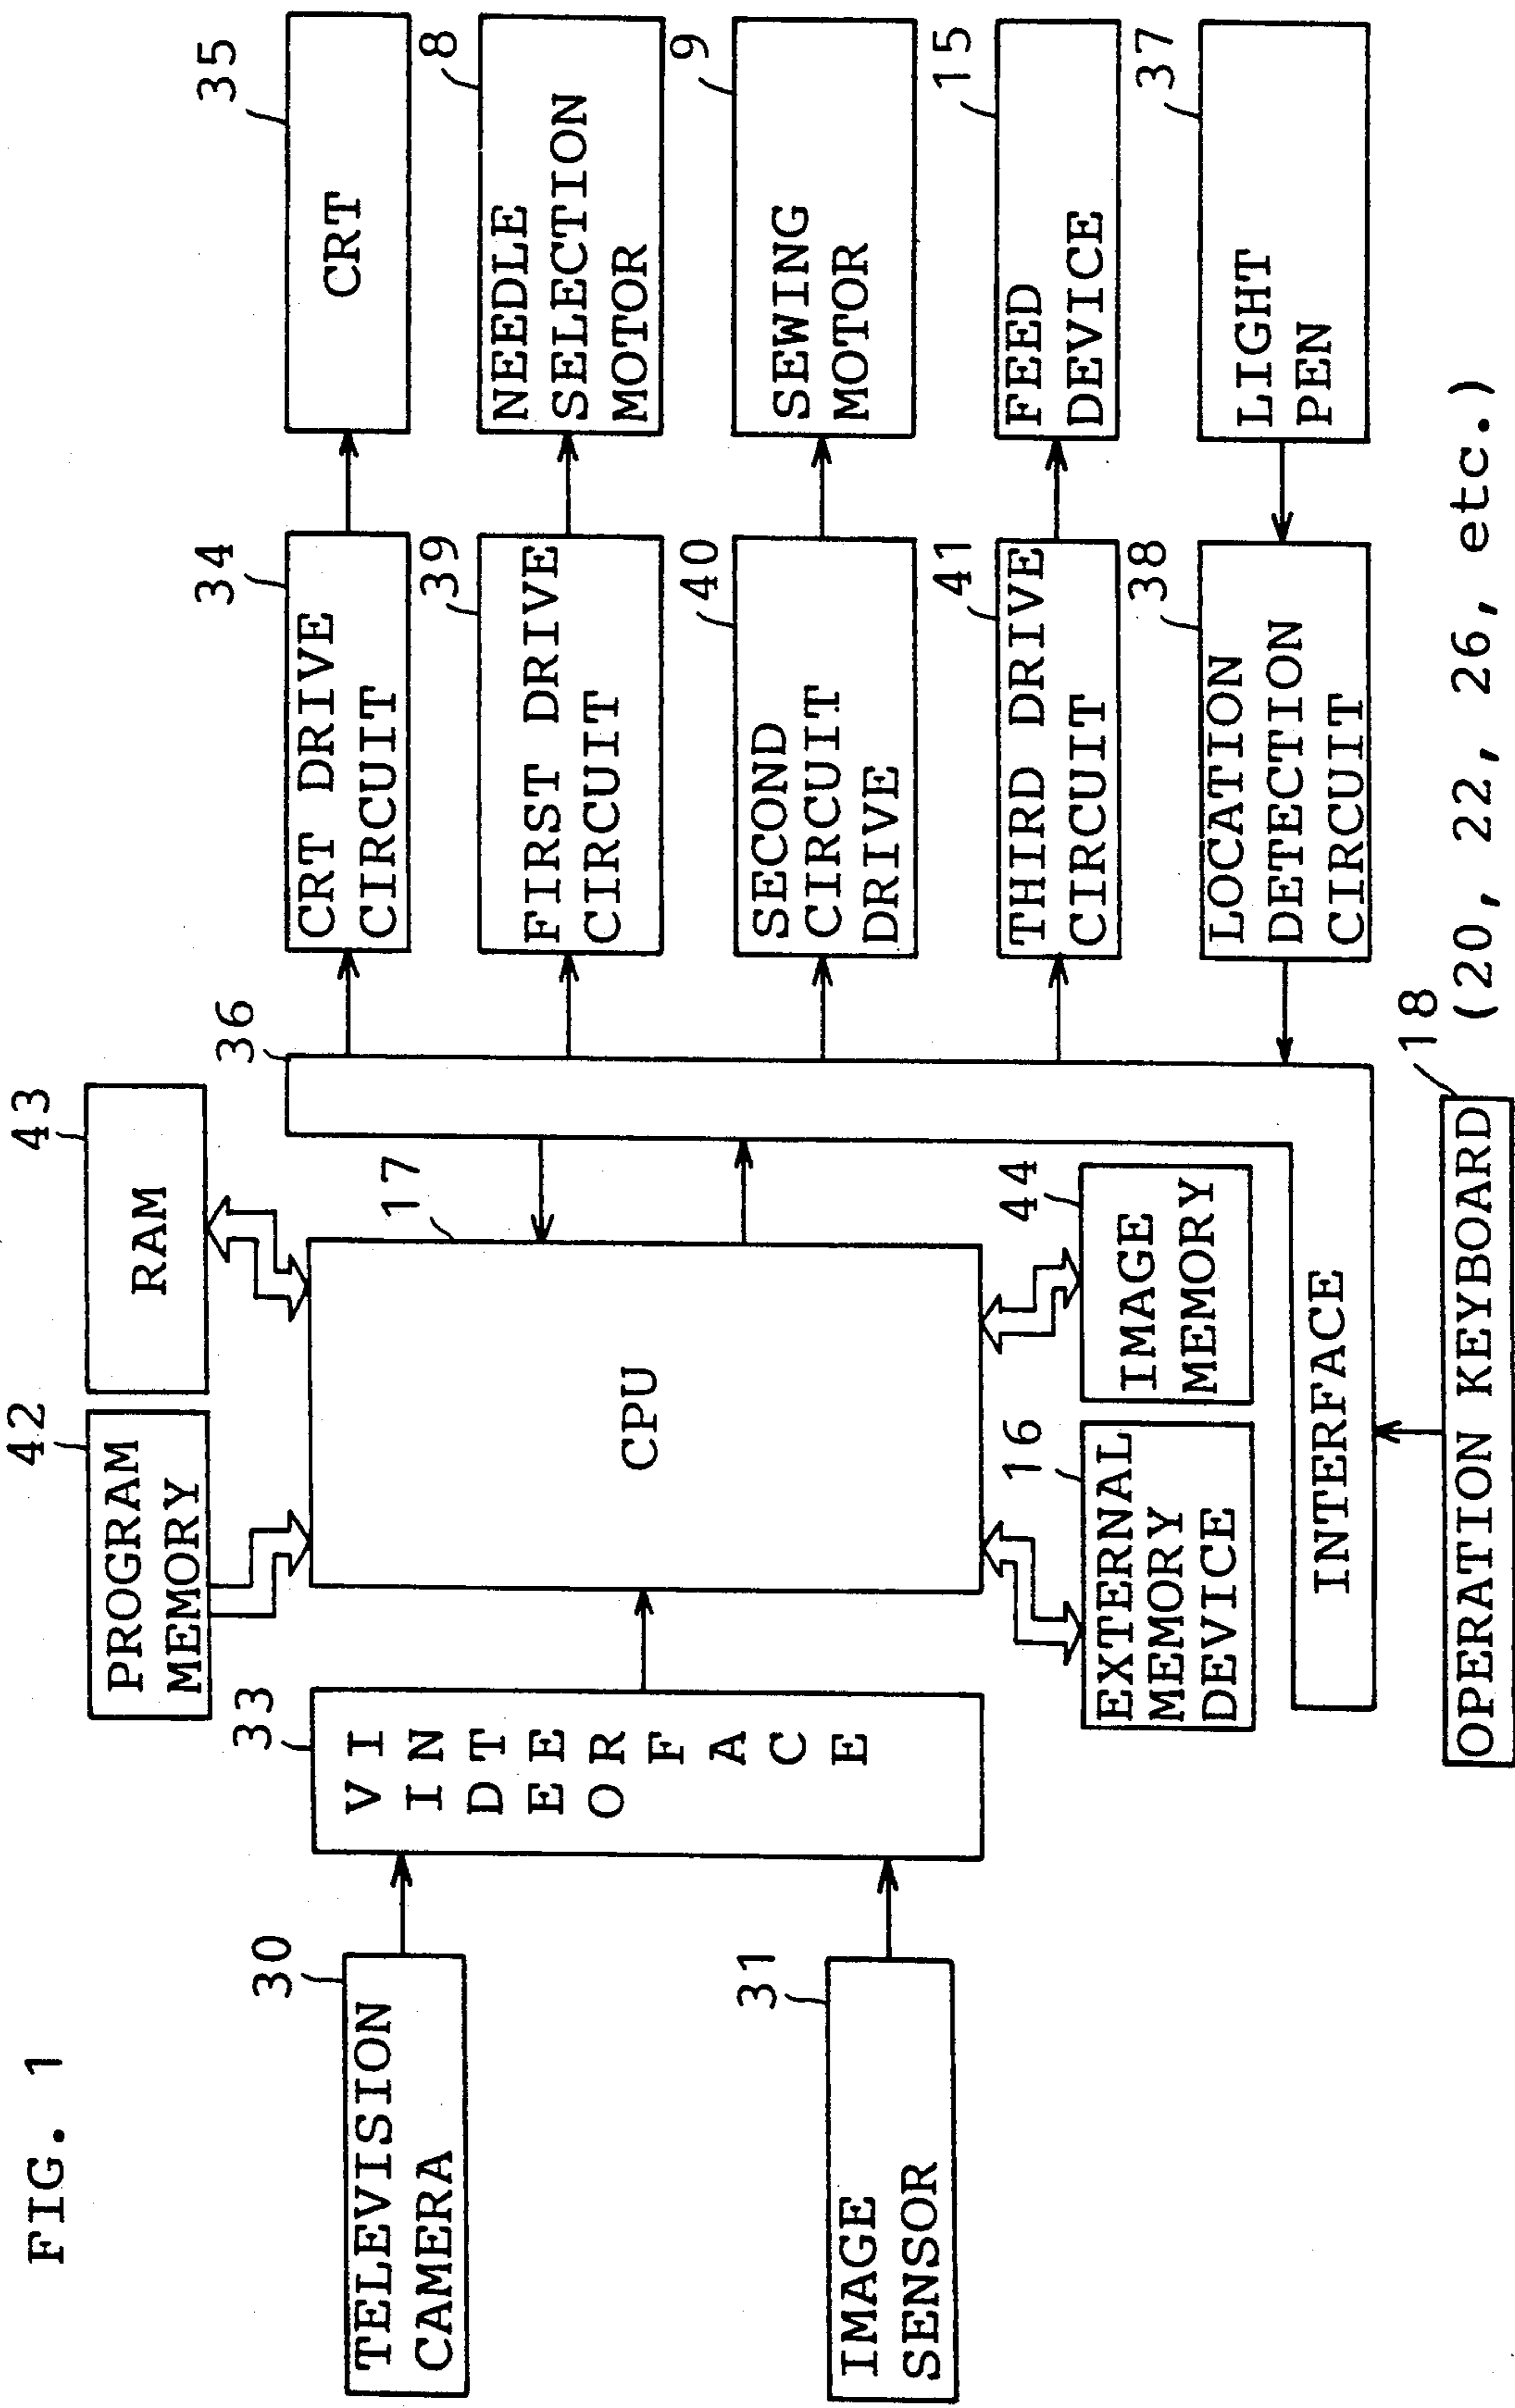 FIG. 1
30
TELEVISION
CAMERA
31
IMAGE
SENSOR
33
V I
I N
D T
E E
O R
F
A
C
E
42
PROGRAM
MEMORY
43
RAM
17
CPU
16
EXTERNAL
MEMORY
DEVICE
44
IMAGE
MEMORY
36
INTERFACE
18
(20, 22, 26, etc.)
OPERATION KEYBOARD
34
CRT DRIVE
CIRCUIT
35
CRT
39
FIRST DRIVE
CIRCUIT
8
NEEDLE
SELECTION
MOTOR
40
SECOND
CIRCUIT
DRIVE
9
SEWING
MOTOR
41
THIRD DRIVE
CIRCUIT
15
FEED
DEVICE
38
LOCATION
DETECTION
CIRCUIT
37
LIGHT
PEN